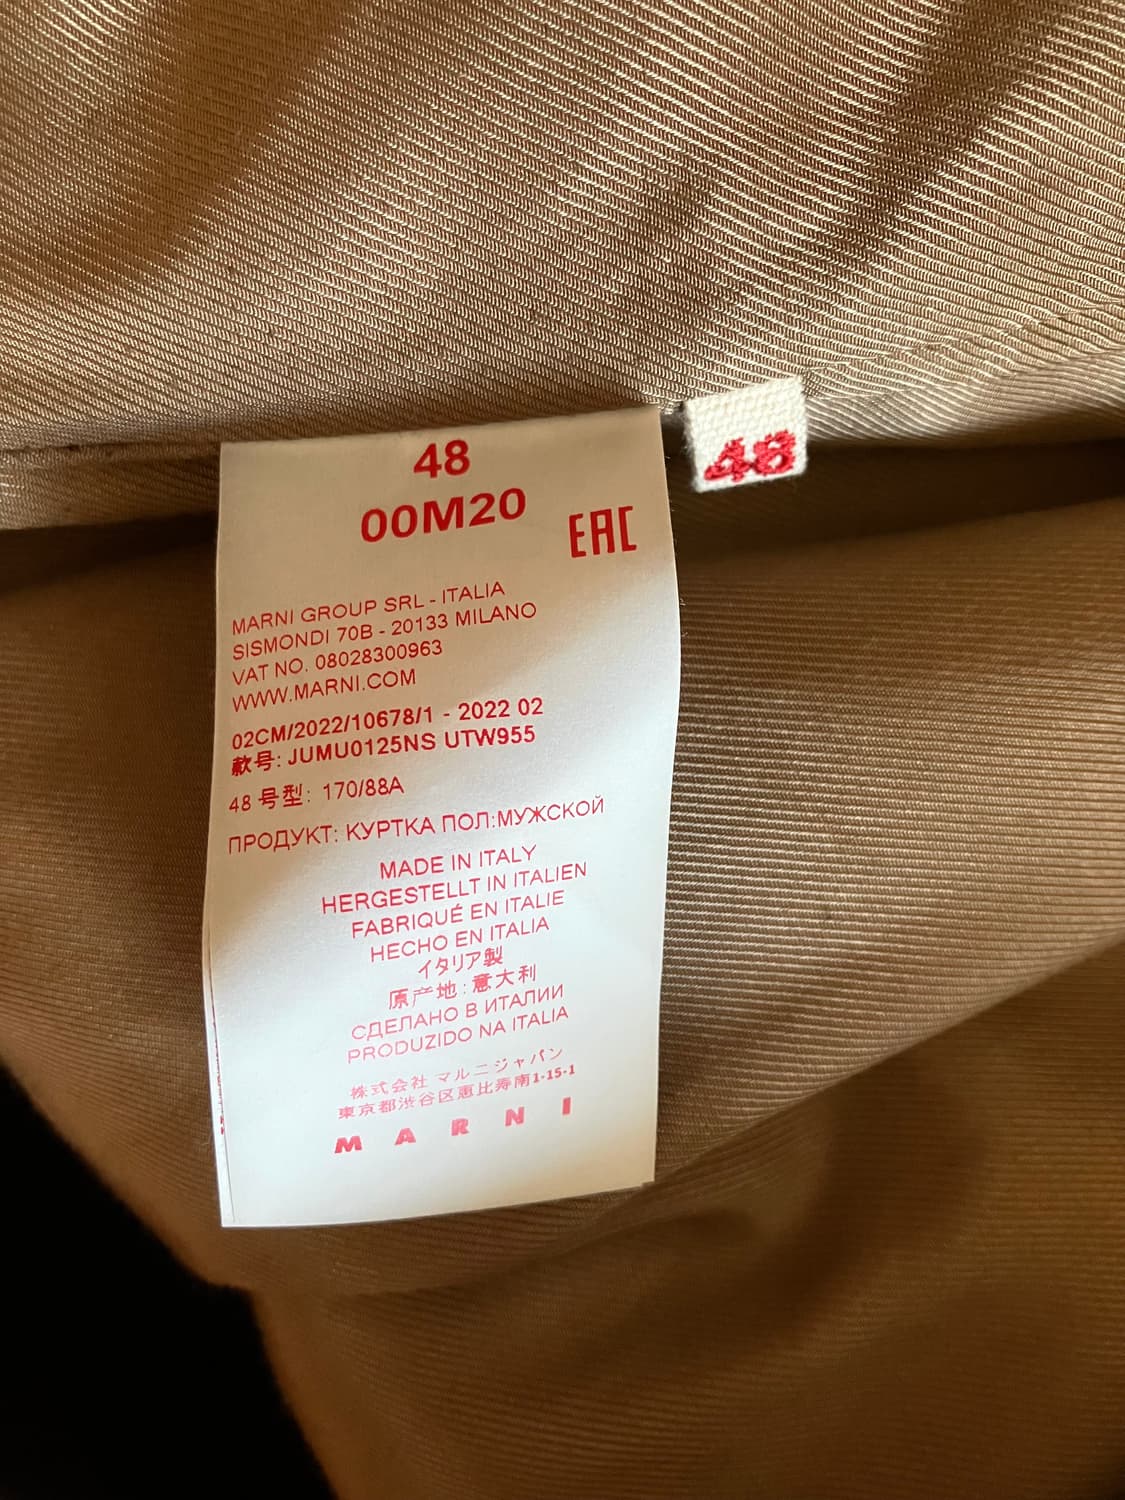 48
48
00M20
EAC
MARNI GROUP SRL - ITALIA
SISMONDI 70B - 20133 MILANO
VAT NO. 08028300963
WWW.MARNI.COM
02CM/2022/10678/1 - 2022 02
款号: JUMU0125NS UTW955
48 号型: 170/88A
ПРОДУКТ: КУРТКА ПОЛ:МУЖСКОЙ
MADE IN ITALY
HERGESTELLT IN ITALIEN
FABRIQUÉ EN ITALIE
HECHO EN ITALIA
イタリア製
原产地: 意大利
СДЕЛАНО В ИТАЛИИ
PRODUZIDO NA ITALIA
株式会社 マルニジャパン
東京都渋谷区恵比寿南1-15-1
MARNI